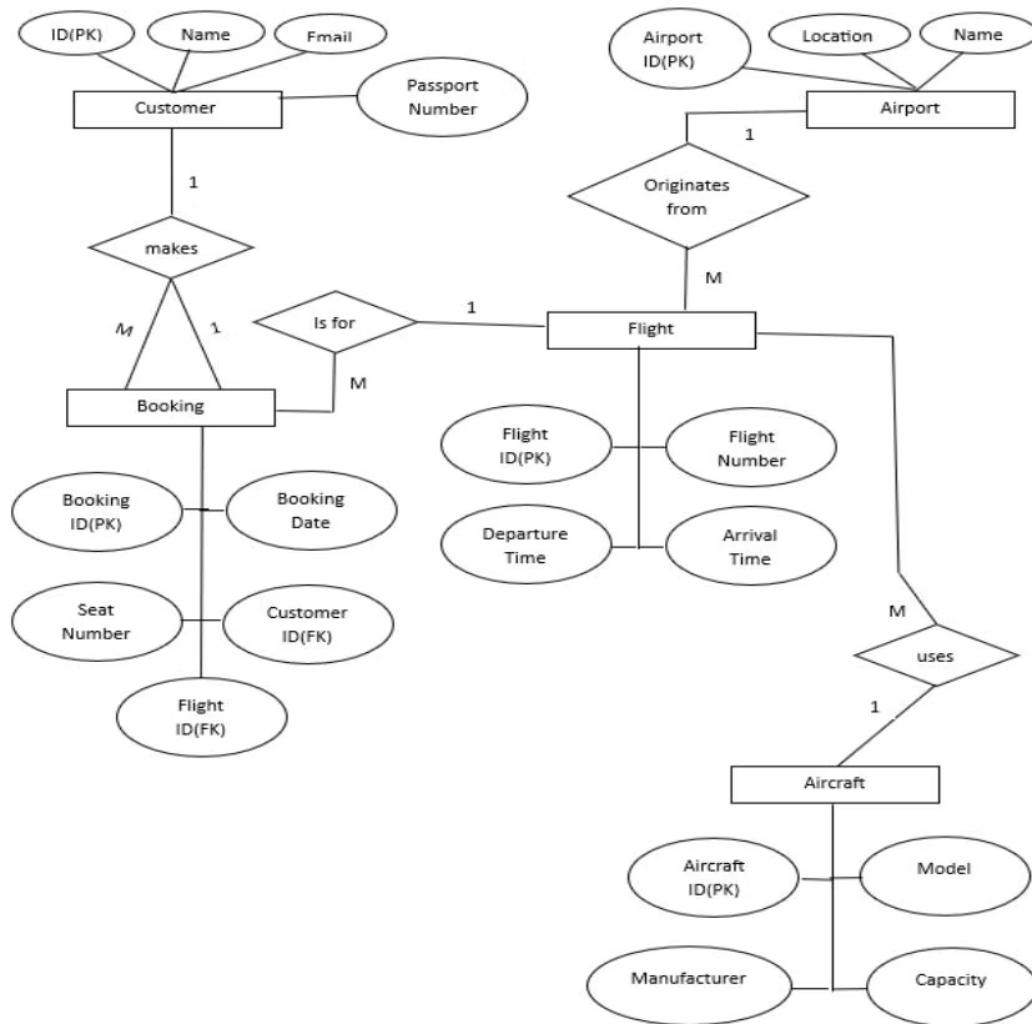 ID(PK)
Name
Email
Passport
Number
Customer
Airport
ID(PK)
Location
Name
Airport
1
1
Originates
from
makes
M
M
1
Is for
1
Flight
M
Booking
Flight
ID(PK)
Flight
Number
Booking
ID(PK)
Booking
Date
Departure
Time
Arrival
Time
Seat
Number
Customer
ID(FK)
M
uses
Flight
ID(FK)
1
Aircraft
Aircraft
ID(PK)
Model
Manufacturer
Capacity